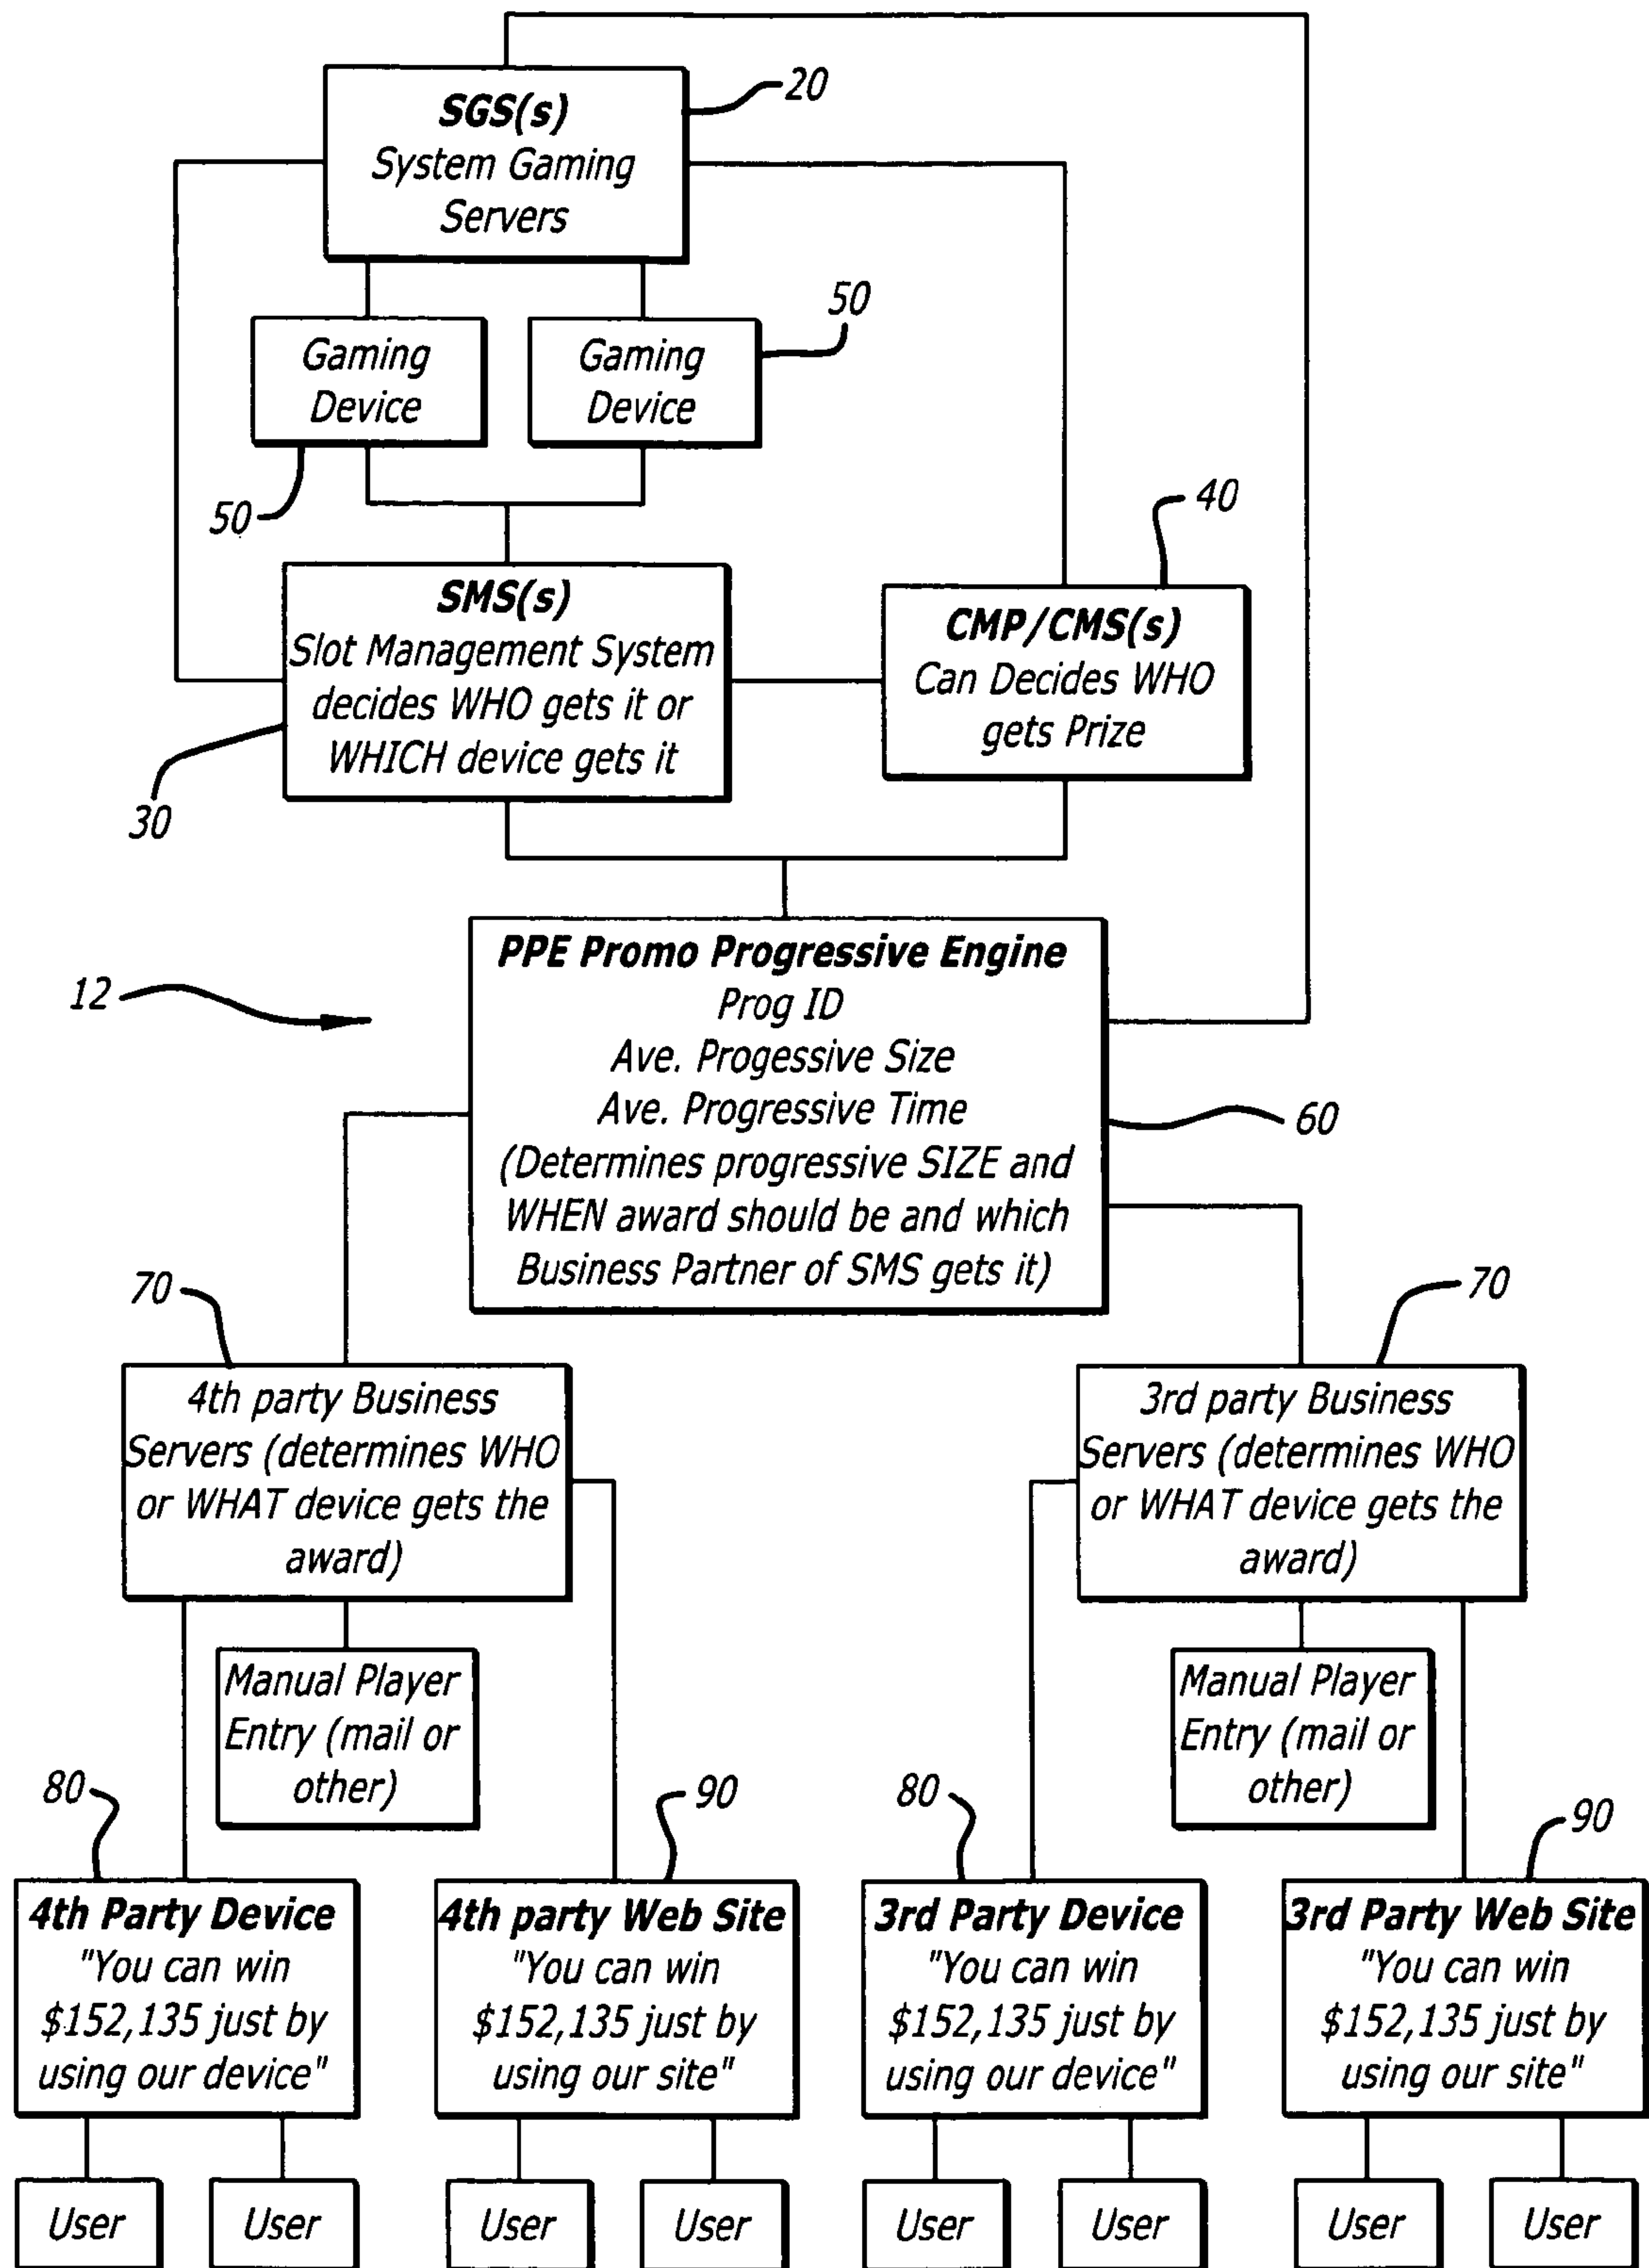 SGS(s)
System Gaming
Servers
20
Gaming
Device
Gaming
Device
50
50
SMS(s)
Slot Management System
decides WHO gets it or
WHICH device gets it
30
40
CMP/CMS(s)
Can Decides WHO
gets Prize
12
PPE Promo Progressive Engine
Prog ID
Ave. Progessive Size
Ave. Progressive Time
(Determines progressive SIZE and
WHEN award should be and which
Business Partner of SMS gets it)
60
70
4th party Business
Servers (determines WHO
or WHAT device gets the
award)
70
3rd party Business
Servers (determines WHO
or WHAT device gets the
award)
Manual Player
Entry (mail or
other)
Manual Player
Entry (mail or
other)
80
4th Party Device
"You can win
$152,135 just by
using our device"
90
4th party Web Site
"You can win
$152,135 just by
using our site"
80
3rd Party Device
"You can win
$152,135 just by
using our device"
90
3rd Party Web Site
"You can win
$152,135 just by
using our site"
User
User
User
User
User
User
User
User